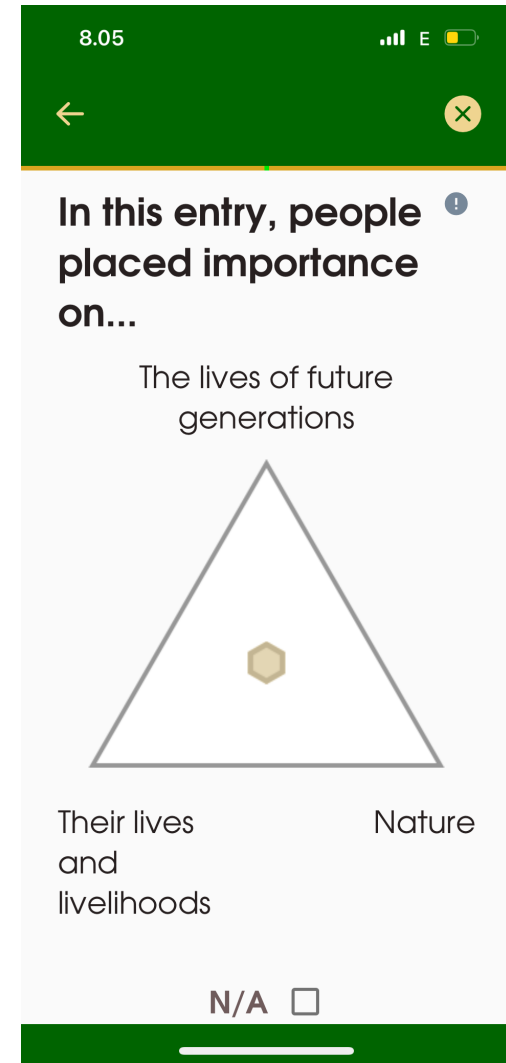 8.05
E
In this entry, people
placed importance
on...
The lives of future
generations
Their lives
and
livelihoods
Nature
N/A